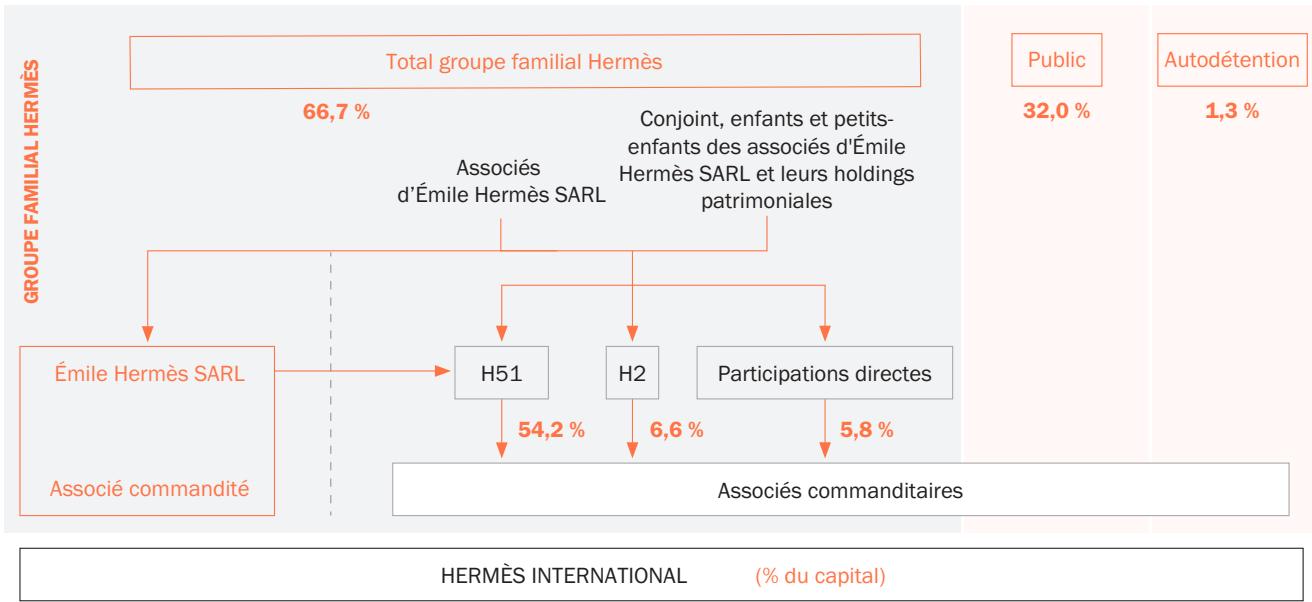 GROUPE FAMILIAL HERMÈS
Total groupe familial Hermès
66,7 %
Public
32,0 %
Autodétention
1,3 %
Associés
d’Émile Hermès SARL
Conjoint, enfants et petits-
enfants des associés d'Émile
Hermès SARL et leurs holdings
patrimoniales
Émile Hermès SARL
Associé commandité
H51
H2
Participations directes
54,2 %
6,6 %
5,8 %
Associés commanditaires
HERMÈS INTERNATIONAL (% du capital)